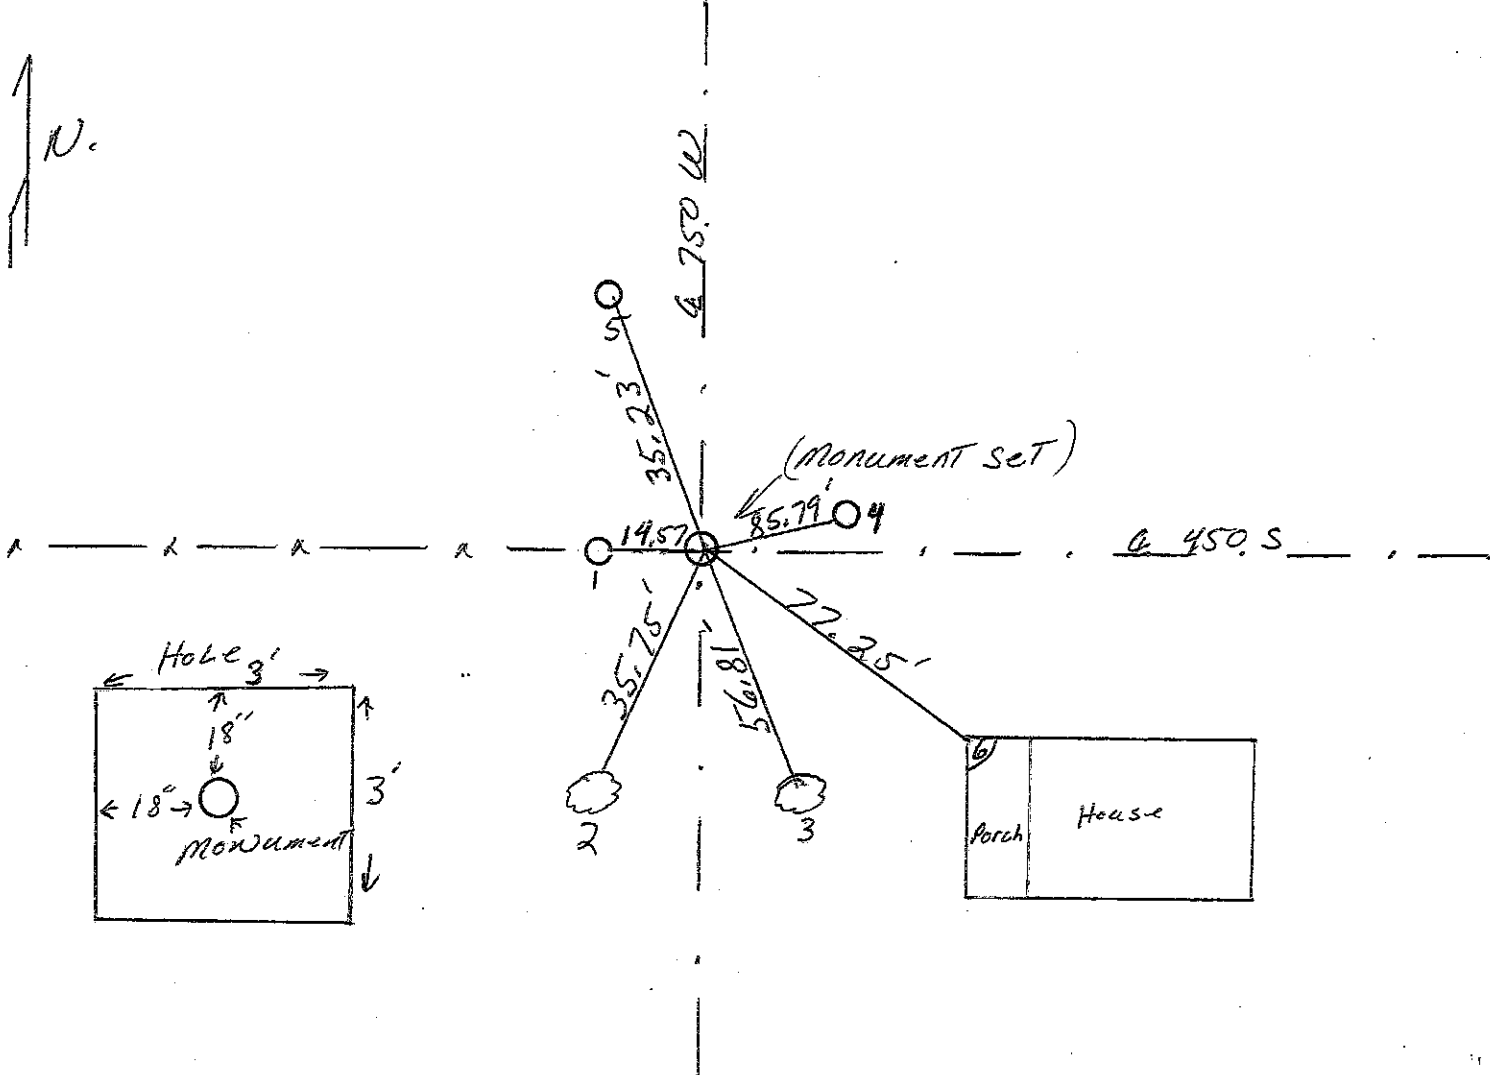 N.
℄ 750. W
5
35.23'
(Monument Set)
85.79'
4
14.57
1
℄ 450. S
35.75'
56.81'
77.25'
2
3
6
Porch
House
Hole
3'
18"
18"
3'
Monument